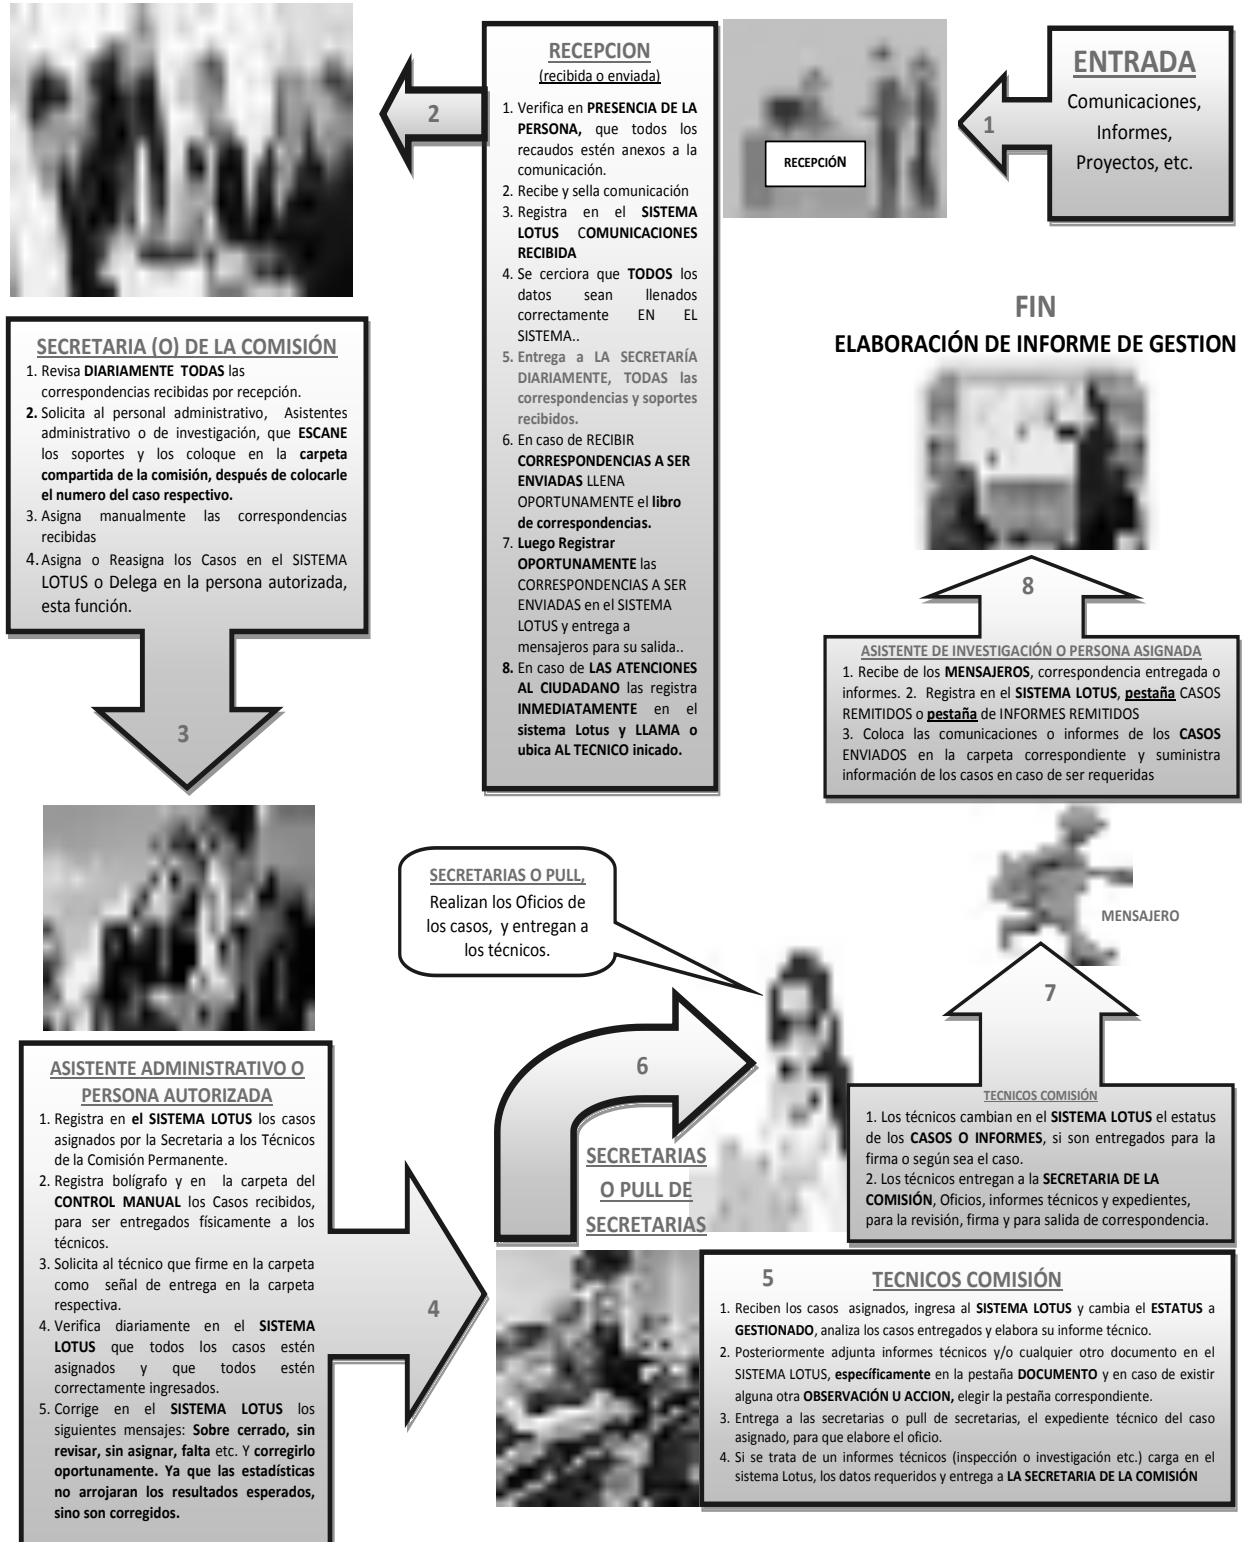 ENTRADA
Comunicaciones,
Informes,
Proyectos, etc.
1
RECEPCIÓN
RECEPCION
(recibida o enviada)
1. Verifica en PRESENCIA DE LA
PERSONA, que todos los
recaudos estén anexos a la
comunicación.
2. Recibe y sella comunicación
3. Registra en el SISTEMA
LOTUS COMUNICACIONES
RECIBIDA
4. Se cerciora que TODOS los
datos sean llenados
correctamente EN EL
SISTEMA..
5. Entrega a LA SECRETARÍA
DIARIAMENTE, TODAS las
correspondencias y soportes
recibidos.
6. En caso de RECIBIR
CORRESPONDENCIAS A SER
ENVIADAS LLENA
OPORTUNAMENTE el libro
de correspondencias.
7. Luego Registrar
OPORTUNAMENTE las
CORRESPONDENCIAS A SER
ENVIADAS en el SISTEMA
LOTUS y entrega a
mensajeros para su salida..
8. En caso de LAS ATENCIONES
AL CIUDADANO las registra
INMEDIATAMENTE en el
sistema Lotus y LLAMA o
ubica AL TECNICO inicado.
2
SECRETARIA (O) DE LA COMISIÓN
1. Revisa DIARIAMENTE TODAS las
correspondencias recibidas por recepción.
2. Solicita al personal administrativo, Asistentes
administrativo o de investigación, que ESCANE
los soportes y los coloque en la carpeta
compartida de la comisión, después de colocarle
el numero del caso respectivo.
3. Asigna manualmente las correspondencias
recibidas
4. Asigna o Reasigna los Casos en el SISTEMA
LOTUS o Delega en la persona autorizada,
esta función.
3
ASISTENTE ADMINISTRATIVO O
PERSONA AUTORIZADA
1. Registra en el SISTEMA LOTUS los casos
asignados por la Secretaria a los Técnicos
de la Comisión Permanente.
2. Registra bolígrafo y en la carpeta del
CONTROL MANUAL los Casos recibidos,
para ser entregados físicamente a los
técnicos.
3. Solicita al técnico que firme en la carpeta
como señal de entrega en la carpeta
respectiva.
4. Verifica diariamente en el SISTEMA
LOTUS que todos los casos estén
asignados y que todos estén
correctamente ingresados.
5. Corrige en el SISTEMA LOTUS los
siguientes mensajes: Sobre cerrado, sin
revisar, sin asignar, falta etc. Y corregirlo
oportunamente. Ya que las estadísticas
no arrojaran los resultados esperados,
sino son corregidos.
4
5
TECNICOS COMISIÓN
1. Reciben los casos asignados, ingresa al SISTEMA LOTUS y cambia el ESTATUS a
GESTIONADO, analiza los casos entregados y elabora su informe técnico.
2. Posteriormente adjunta informes técnicos y/o cualquier otro documento en el
SISTEMA LOTUS, específicamente en la pestaña DOCUMENTO y en caso de existir
alguna otra OBSERVACIÓN U ACCION, elegir la pestaña correspondiente.
3. Entrega a las secretarias o pull de secretarias, el expediente técnico del caso
asignado, para que elabore el oficio.
4. Si se trata de un informes técnicos (inspección o investigación etc.) carga en el
sistema Lotus, los datos requeridos y entrega a LA SECRETARIA DE LA COMISIÓN
6
SECRETARIAS
O PULL DE
SECRETARIAS
SECRETARIAS O PULL,
Realizan los Oficios de
los casos, y entregan a
los técnicos.
TECNICOS COMISIÓN
1. Los técnicos cambian en el SISTEMA LOTUS el estatus
de los CASOS O INFORMES, si son entregados para la
firma o según sea el caso.
2. Los técnicos entregan a la SECRETARIA DE LA
COMISIÓN, Oficios, informes técnicos y expedientes,
para la revisión, firma y para salida de correspondencia.
7
MENSAJERO
ASISTENTE DE INVESTIGACIÓN O PERSONA ASIGNADA
1. Recibe de los MENSAJEROS, correspondencia entregada o
informes. 2. Registra en el SISTEMA LOTUS, pestaña CASOS
REMITIDOS o pestaña de INFORMES REMITIDOS
3. Coloca las comunicaciones o informes de los CASOS
ENVIADOS en la carpeta correspondiente y suministra
información de los casos en caso de ser requeridas
8
FIN
ELABORACIÓN DE INFORME DE GESTION